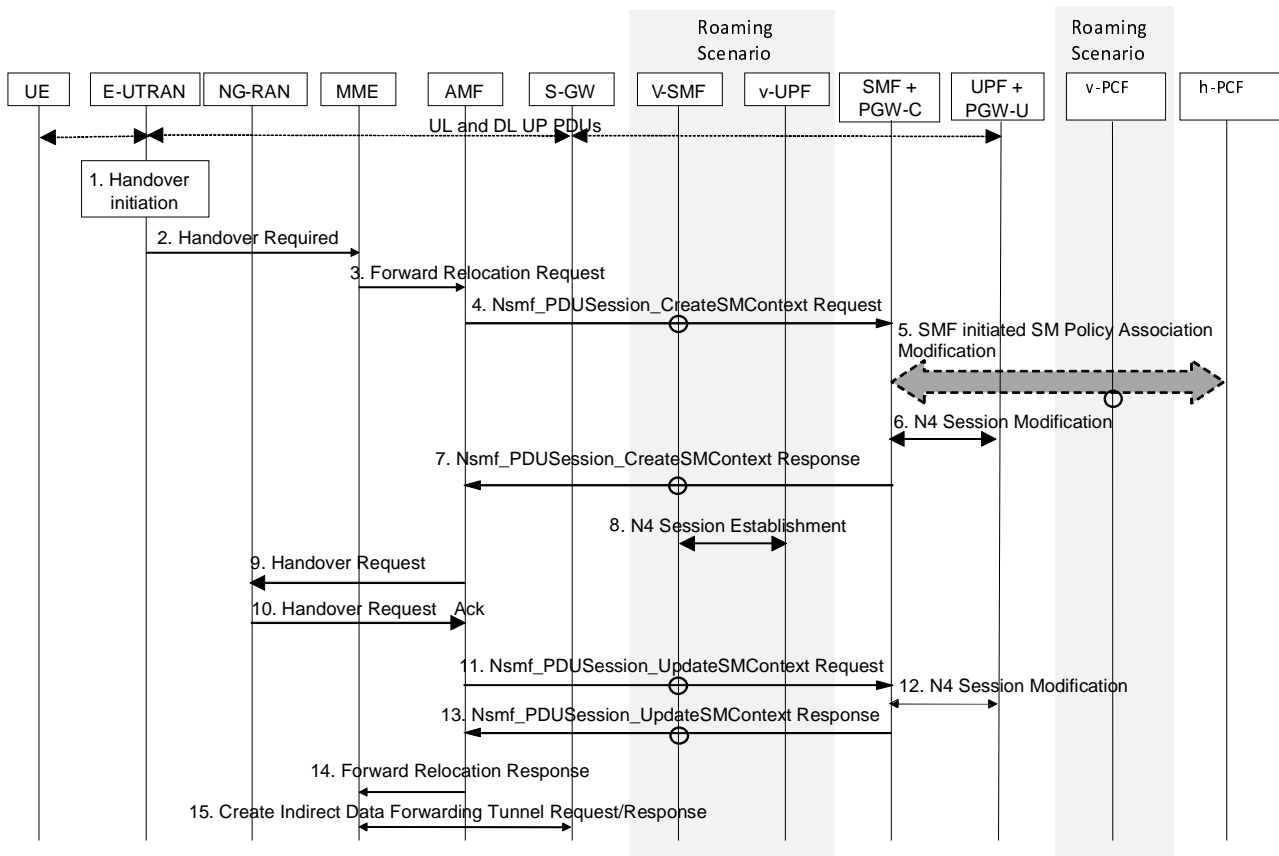 Roaming
Scenario
Roaming
Scenario
UE
E-UTRAN
NG-RAN
MME
AMF
S-GW
V-SMF
v-UPF
SMF +
PGW-C
UPF +
PGW-U
v-PCF
h-PCF
UL and DL UP PDUs
1. Handover
initiation
2. Handover Required
3. Forward Relocation Request
4. Nsmf_PDUSession_CreateSMContext Request
5. SMF initiated SM Policy Association
Modification
6. N4 Session Modification
7. Nsmf_PDUSession_CreateSMContext Response
8. N4 Session Establishment
9. Handover Request
10. Handover Request Ack
11. Nsmf_PDUSession_UpdateSMContext Request
12. N4 Session Modification
13. Nsmf_PDUSession_UpdateSMContext Response
14. Forward Relocation Response
15. Create Indirect Data Forwarding Tunnel Request/Response